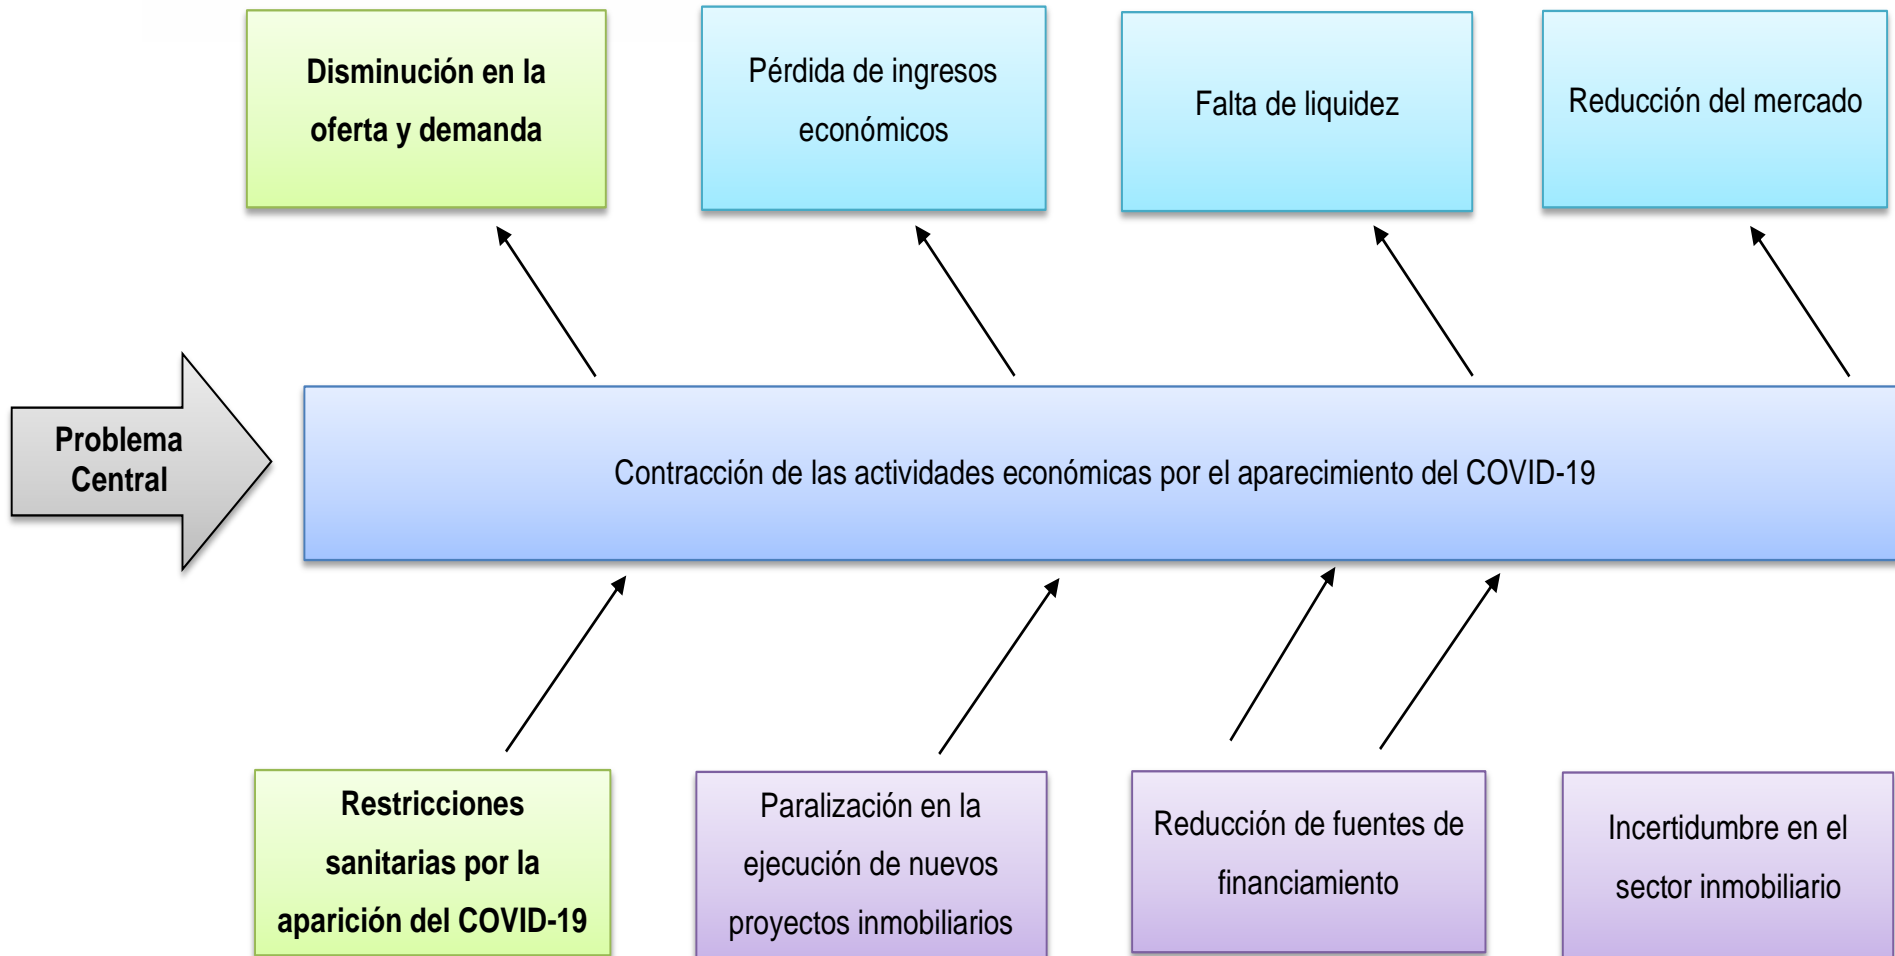 Disminución en la
oferta y demanda
Pérdida de ingresos
económicos
Falta de liquidez
Reducción del mercado
Problema
Central
Contracción de las actividades económicas por el aparecimiento del COVID-19
Restricciones
sanitarias por la
aparición del COVID-19
Paralización en la
ejecución de nuevos
proyectos inmobiliarios
Reducción de fuentes de
financiamiento
Incertidumbre en el
sector inmobiliario